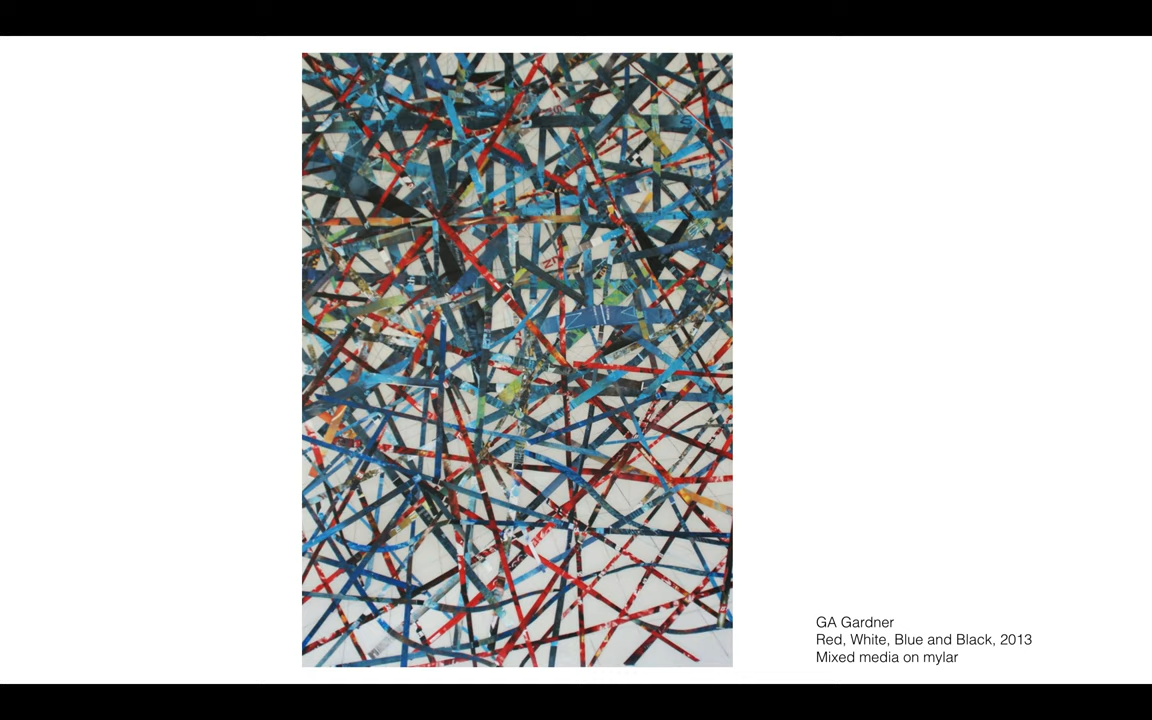 GA Gardner
Red, White, Blue and Black, 2013
Mixed media on mylar